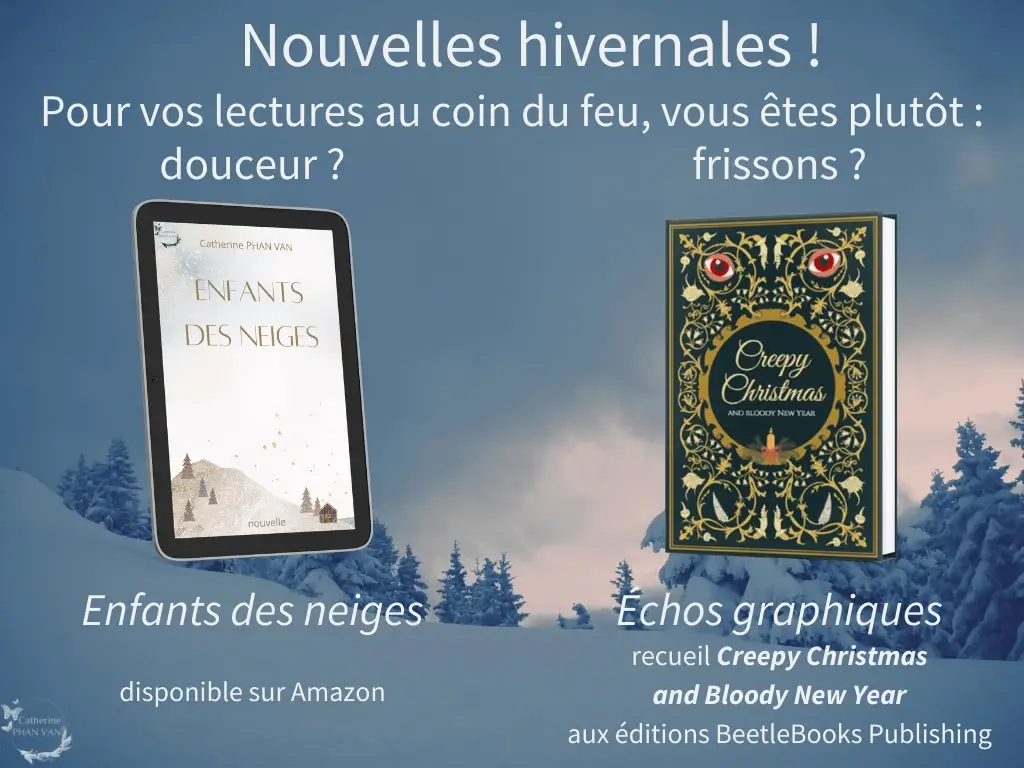 Nouvelles hivernales !
Pour vos lectures au coin du feu, vous êtes plutôt :
douceur ?
frissons ?
Catherine PHAN VAN
ENFANTS
DES NEIGES
nouvelle
Creepy
Christmas
AND BLOODY NEW YEAR
Enfants des neiges
disponible sur Amazon
Échos graphiques
recueil Creepy Christmas
and Bloody New Year
aux éditions BeetleBooks Publishing
Catherine
PHAN VAN